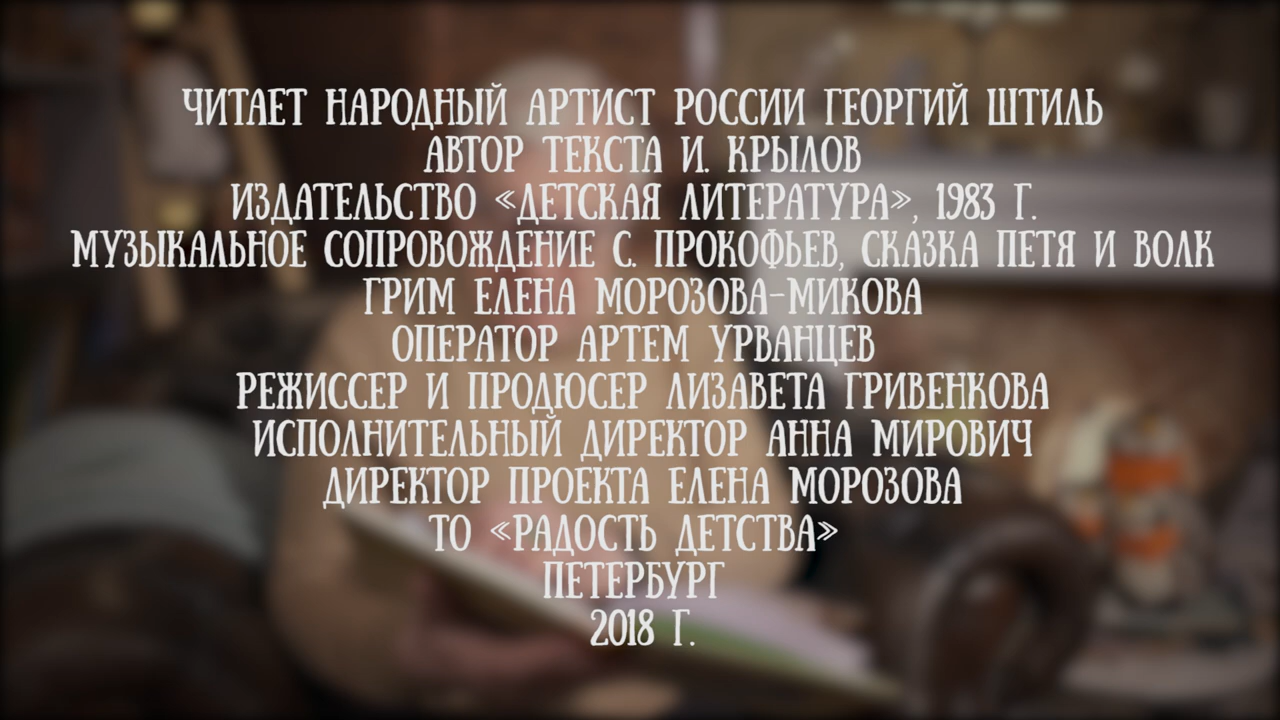 ЧИТАЕТ НАРОДНЫЙ АРТИСТ РОССИИ ГЕОРГИЙ ШТИЛЬ
АВТОР ТЕКСТА И. КРЫЛОВ
ИЗДАТЕЛЬСТВО «ДЕТСКАЯ ЛИТЕРАТУРА», 1983 Г.
МУЗЫКАЛЬНОЕ СОПРОВОЖДЕНИЕ С. ПРОКОФЬЕВ, СКАЗКА ПЕТЯ И ВОЛК
ГРИМ ЕЛЕНА МОРОЗОВА-МИКОВА
ОПЕРАТОР АРТЕМ УРВАНЦЕВ
РЕЖИССЕР И ПРОДЮСЕР ЛИЗАВЕТА ГРИВЕНКОВА
ИСПОЛНИТЕЛЬНЫЙ ДИРЕКТОР АННА МИРОВИЧ
ДИРЕКТОР ПРОЕКТА ЕЛЕНА МОРОЗОВА
ТО «РАДОСТЬ ДЕТСТВА»
ПЕТЕРБУРГ
2018 Г.